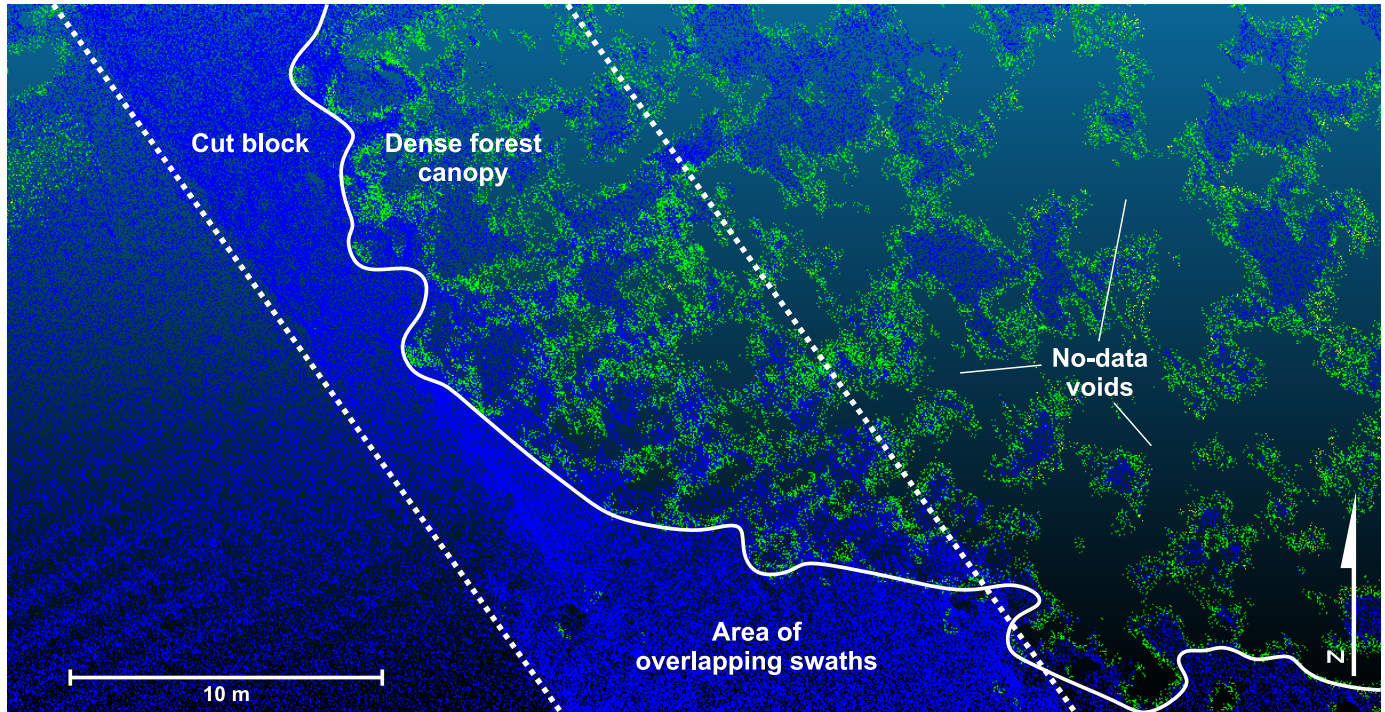 Cut block
Dense forest
canopy
No-data
voids
Area of
overlapping swaths
10 m
N